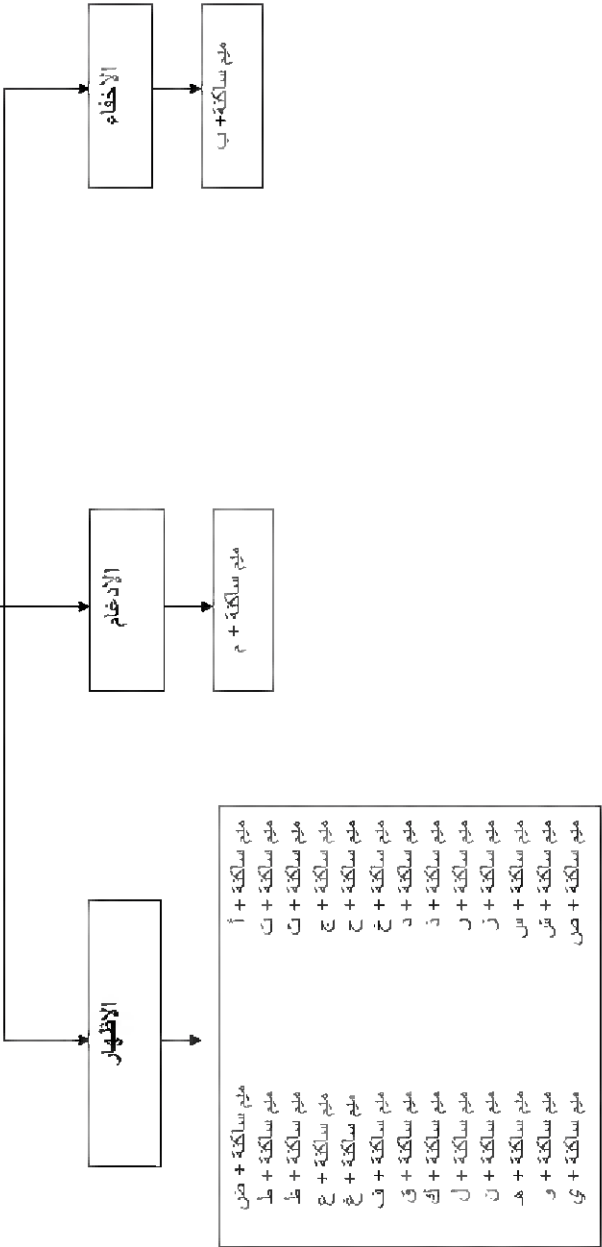 الاخفاء
ميم ساكنة+ ب
الادغام
ميم ساكنة + م
الاظهار
ميم ساكنة + أ
ميم ساكنة + ت
ميم ساكنة + ث
ميم ساكنة + ج
ميم ساكنة + ح
ميم ساكنة + خ
ميم ساكنة + د
ميم ساكنة + ذ
ميم ساكنة + ر
ميم ساكنة + ز
ميم ساكنة + س
ميم ساكنة + ش
ميم ساكنة + ص
ميم ساكنة + ض
ميم ساكنة + ط
ميم ساكنة + ظ
ميم ساكنة + ع
ميم ساكنة + غ
ميم ساكنة + ف
ميم ساكنة + ق
ميم ساكنة + ك
ميم ساكنة + ل
ميم ساكنة + ن
ميم ساكنة + هـ
ميم ساكنة + و
ميم ساكنة + ي